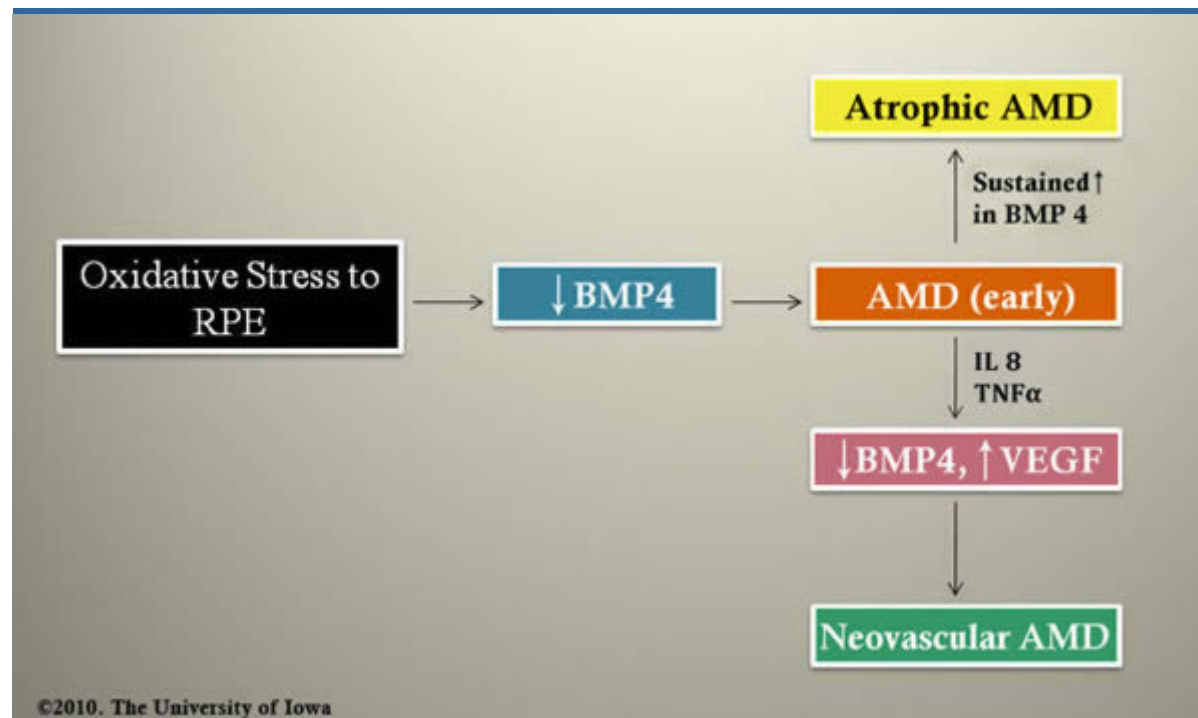 Atrophic AMD
Sustained↑
in BMP 4
Oxidative Stress to
RPE
↓BMP4
AMD (early)
IL 8
TNFα
↓BMP4, ↑VEGF
Neovascular AMD
©2010. The University of Iowa